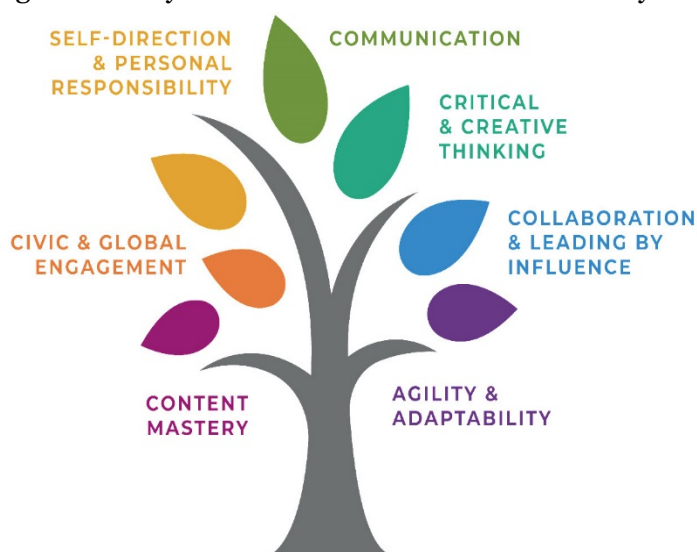 SELF-DIRECTION
& PERSONAL
RESPONSIBILITY
COMMUNICATION
CRITICAL
& CREATIVE
THINKING
CIVIC & GLOBAL
ENGAGEMENT
COLLABORATION
& LEADING BY
INFLUENCE
CONTENT
MASTERY
AGILITY &
ADAPTABILITY